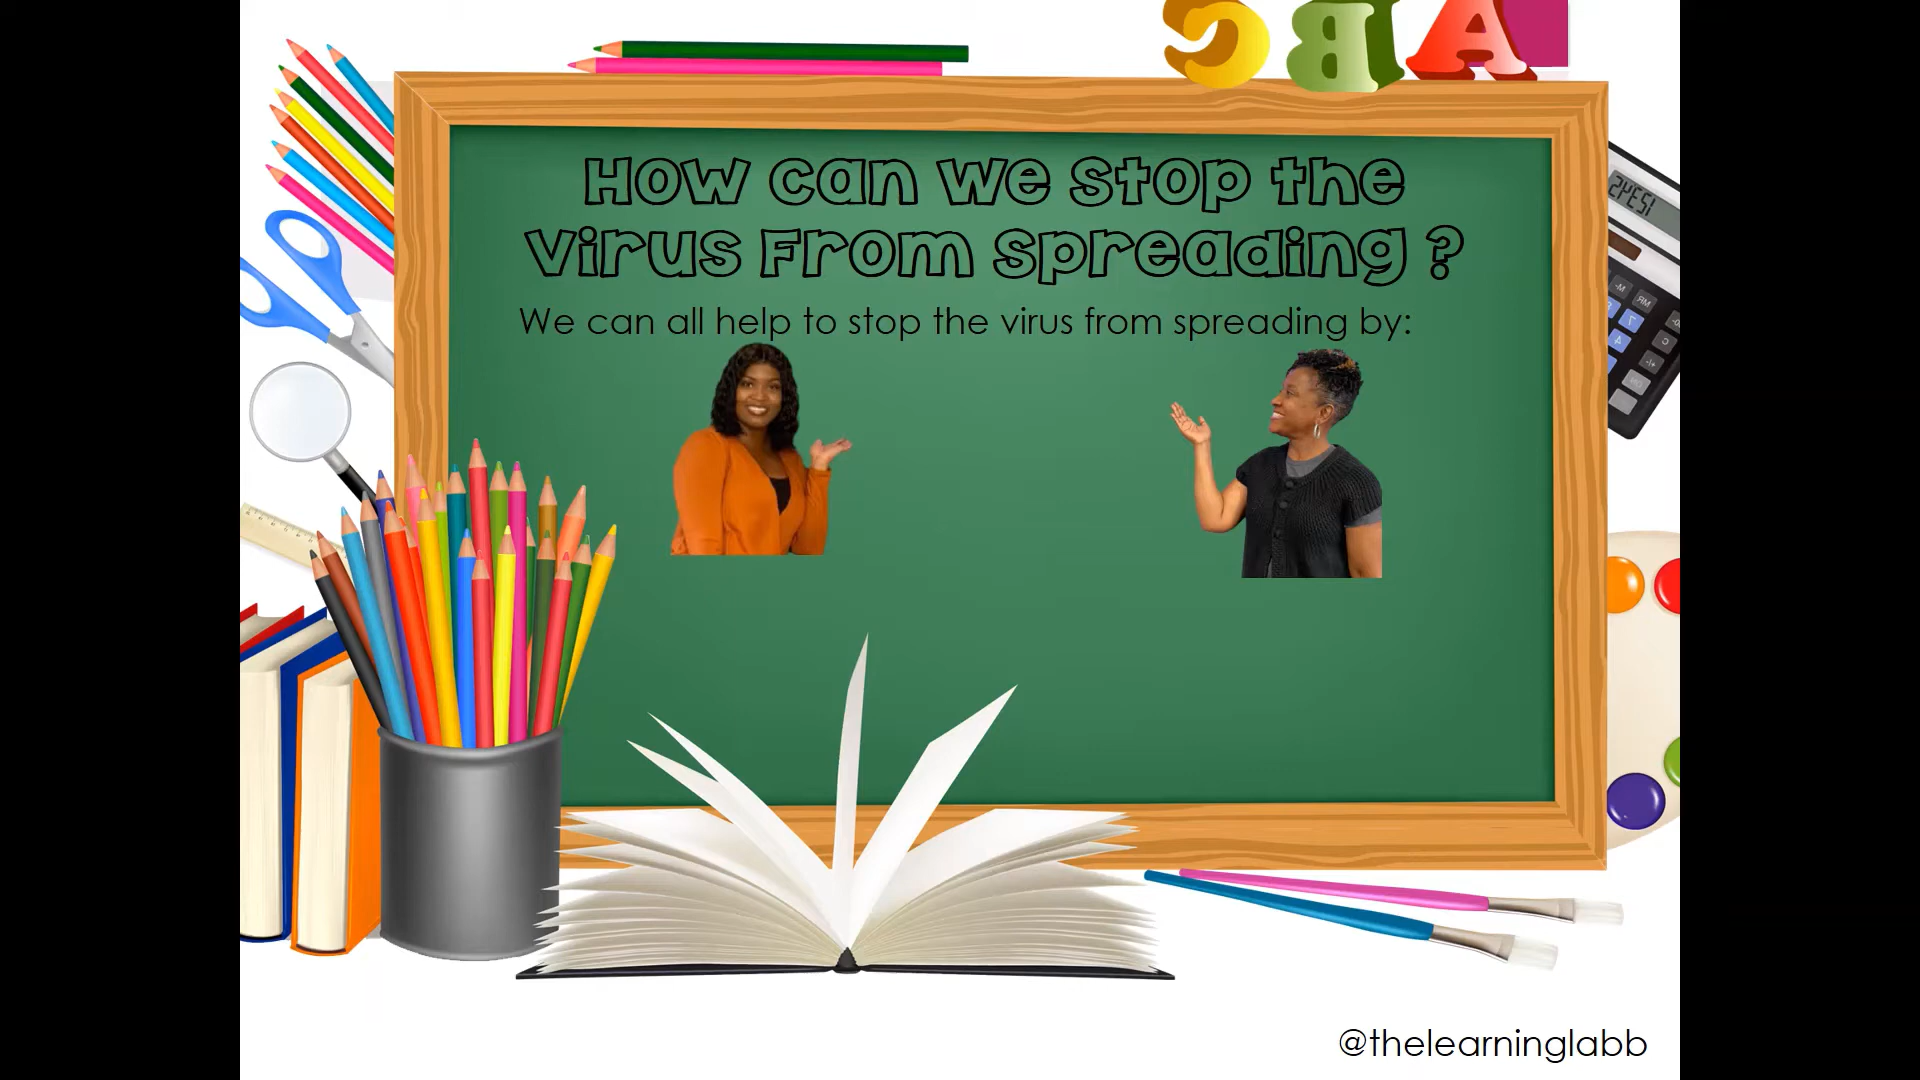 CBA
How can we stop the
Virus From Spreading ?
We can all help to stop the virus from spreading by:
@thelearninglabb